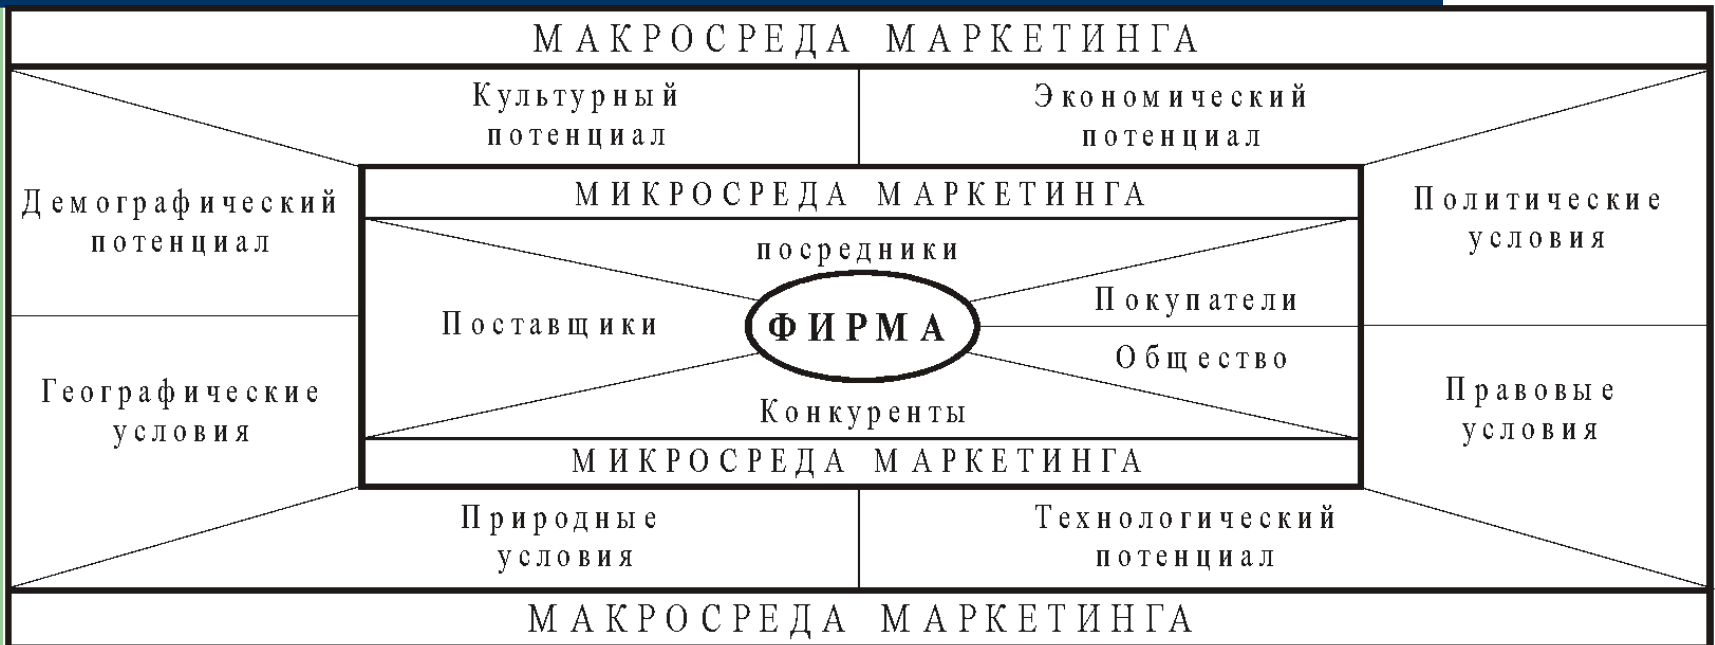 МАКРОСРЕДА МАРКЕТИНГА
Культурный
потенциал
Экономический
потенциал
Демографический
потенциал
МИКРОСРЕДА МАРКЕТИНГА
Политические
условия
посредники
Поставщики
ФИРМА
Покупатели
Общество
Конкуренты
Географические
условия
Правовые
условия
МИКРОСРЕДА МАРКЕТИНГА
Природные
условия
Технологический
потенциал
МАКРОСРЕДА МАРКЕТИНГА